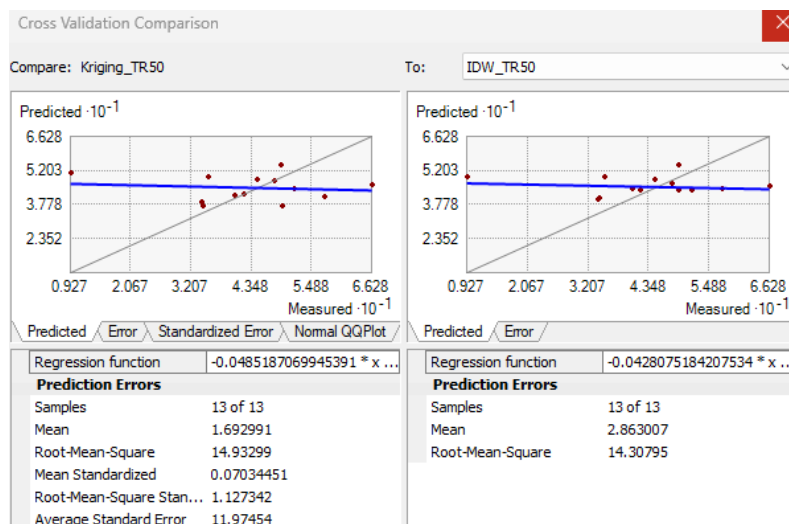 Cross Validation Comparison
Compare: Kriging_TR50
To: IDW_TR50
Predicted ·10⁻¹
6.628
5.203
3.778
2.352
0.927 2.067 3.207 4.348 5.488 6.628
Measured ·10⁻¹
Predicted Error Standardized Error Normal QQPlot
Predicted ·10⁻¹
6.628
5.203
3.778
2.352
0.927 2.067 3.207 4.348 5.488 6.628
Measured ·10⁻¹
Predicted Error
Regression function -0.0485187069945391 * x ...
Prediction Errors
Samples 13 of 13
Mean 1.692991
Root-Mean-Square 14.93299
Mean Standardized 0.07034451
Root-Mean-Square Stan... 1.127342
Average Standard Error 11.97454
Regression function -0.0428075184207534 * x ...
Prediction Errors
Samples 13 of 13
Mean 2.863007
Root-Mean-Square 14.30795